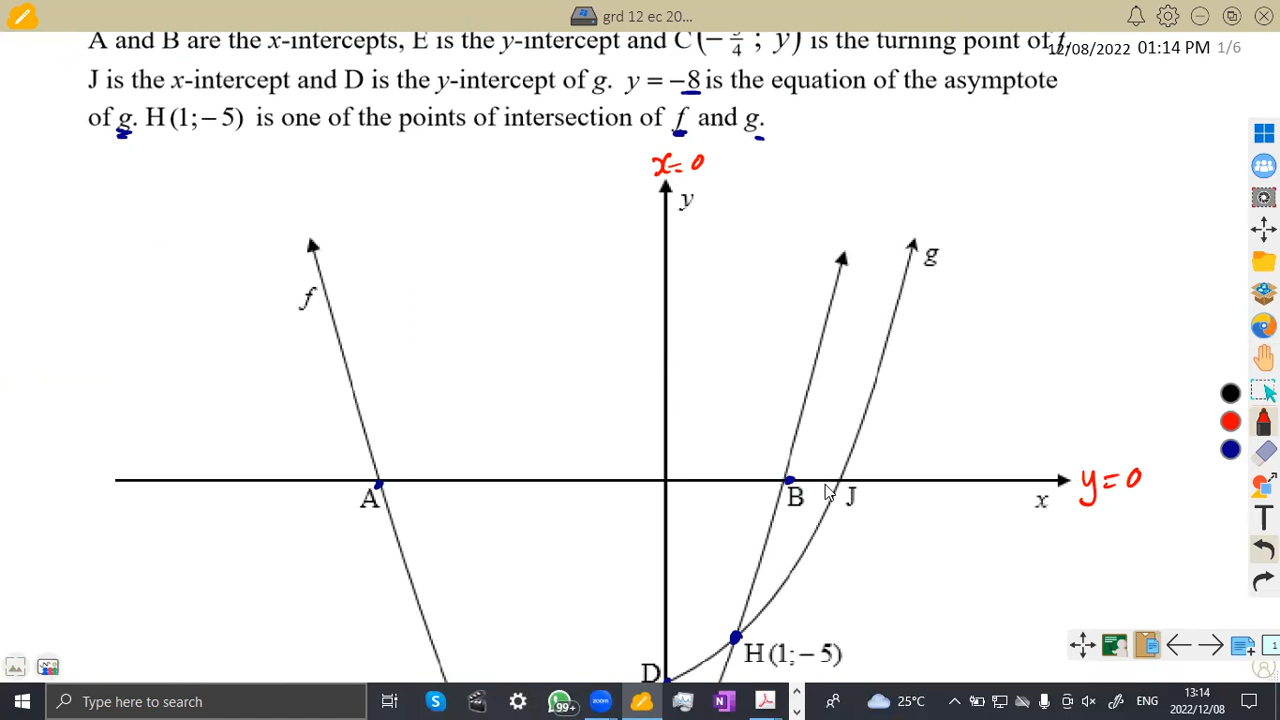 grd 12 ec 20...
A and B are the x-intercepts, E is the y-intercept and C(− /4 ; y) is the turning point of f.
12/08/2022 01:14 PM 1/6
J is the x-intercept and D is the y-intercept of g. y = −8 is the equation of the asymptote
of g. H(1;−5) is one of the points of intersection of f and g.
x=0
y
g
f
A
B
J
x
y=0
H(1;−5)
D
T
1
Type here to search
99+
25°C
ENG
13:14
2022/12/08